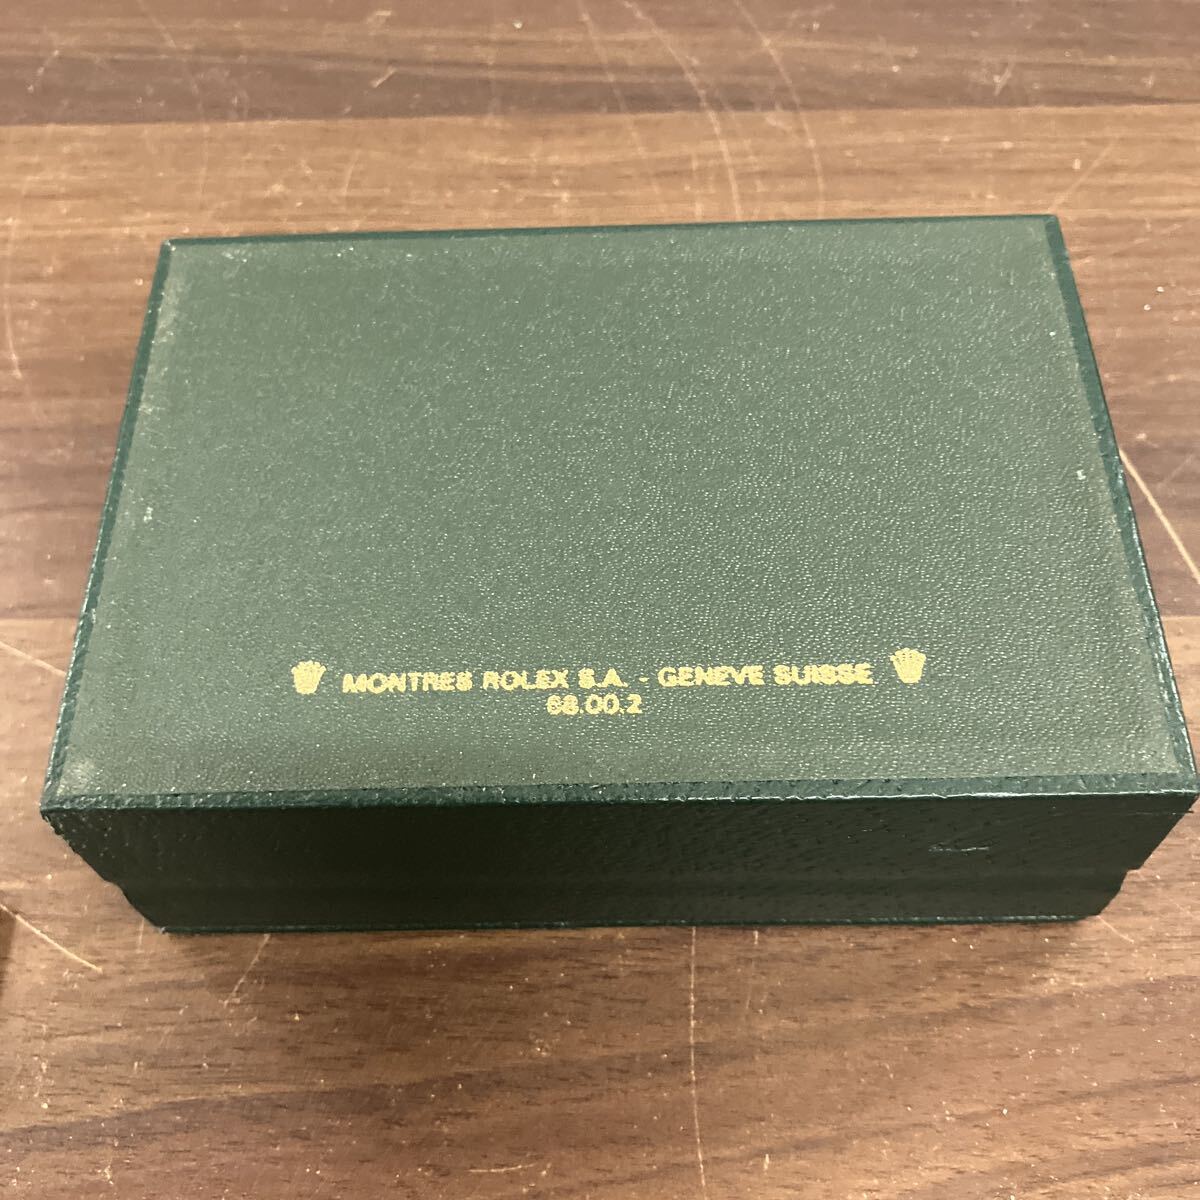 MONTRES ROLEX S.A. - GENEVE SUISSE
68.00.2